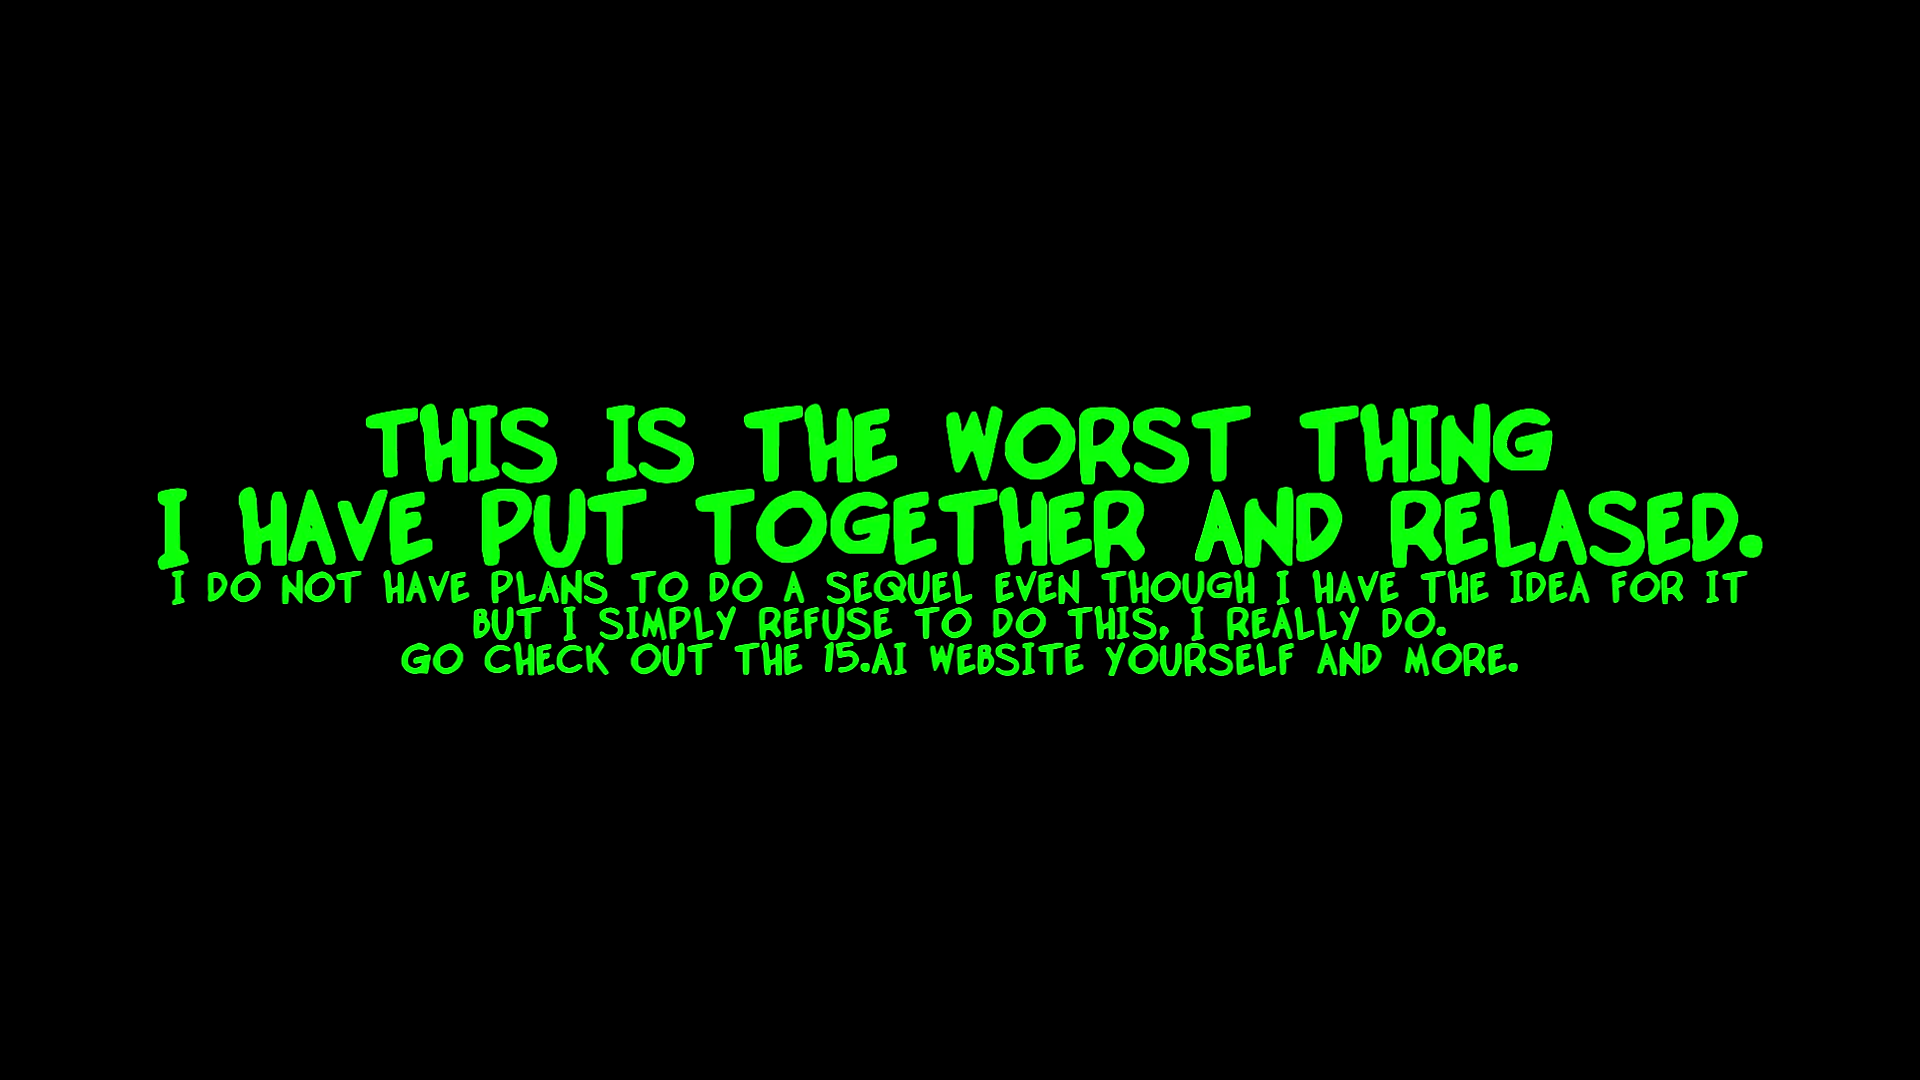 THIS IS THE WORST THING
I HAVE PUT TOGETHER AND RELASED.
I DO NOT HAVE PLANS TO DO A SEQUEL EVEN THOUGH I HAVE THE IDEA FOR IT
BUT I SIMPLY REFUSE TO DO THIS, I REALLY DO.
GO CHECK OUT THE 15.AI WEBSITE YOURSELF AND MORE.